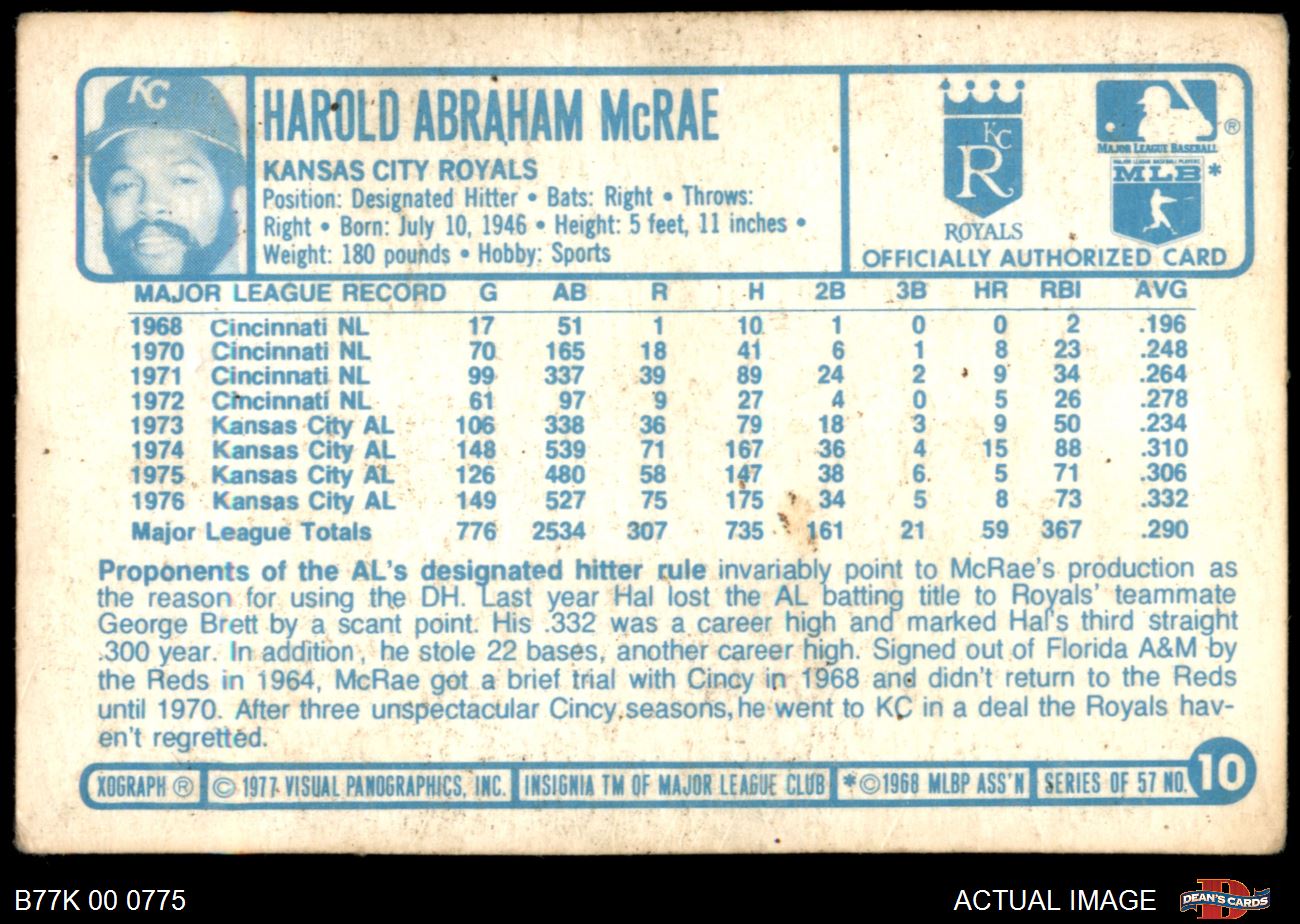 KC
HAROLD ABRAHAM McRAE
KANSAS CITY ROYALS
Position: Designated Hitter • Bats: Right • Throws:
Right • Born: July 10, 1946 • Height: 5 feet, 11 inches •
Weight: 180 pounds • Hobby: Sports
KC
R
ROYALS
®
MAJOR LEAGUE BASEBALL
MAJOR LEAGUE BASEBALL PLAYERS
MLB *
OFFICIALLY AUTHORIZED CARD
MAJOR LEAGUE RECORD G AB R H 2B 3B HR RBI AVG
1968 Cincinnati NL 17 51 1 10 1 0 0 2 .196
1970 Cincinnati NL 70 165 18 41 6 1 8 23 .248
1971 Cincinnati NL 99 337 39 89 24 2 9 34 .264
1972 Cincinnati NL 61 97 9 27 4 0 5 26 .278
1973 Kansas City AL 106 338 36 79 18 3 9 50 .234
1974 Kansas City AL 148 539 71 167 36 4 15 88 .310
1975 Kansas City AL 126 480 58 147 38 6 5 71 .306
1976 Kansas City AL 149 527 75 175 34 5 8 73 .332
Major League Totals 776 2534 307 735 161 21 59 367 .290
Proponents of the AL's designated hitter rule invariably point to McRae's production as
the reason for using the DH. Last year Hal lost the AL batting title to Royals' teammate
George Brett by a scant point. His .332 was a career high and marked Hal's third straight
.300 year. In addition, he stole 22 bases, another career high. Signed out of Florida A&M by
the Reds in 1964, McRae got a brief trial with Cincy in 1968 and didn't return to the Reds
until 1970. After three unspectacular Cincy seasons, he went to KC in a deal the Royals hav-
en't regretted.
XOGRAPH ® © 1977 VISUAL PANOGRAPHICS, INC. INSIGNIA TM OF MAJOR LEAGUE CLUB *©1968 MLBP ASS'N SERIES OF 57 NO. 10
B77K 00 0775
ACTUAL IMAGE
D
DEAN'S CARDS